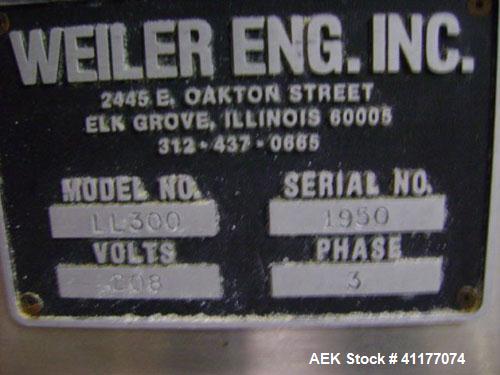 WEILER ENG. INC.
2445 E. OAKTON STREET
ELK GROVE, ILLINOIS 60005
312-437-0665
MODEL NO. SERIAL NO.
LL300 1950
VOLTS PHASE
208 3
AEK Stock # 41177074